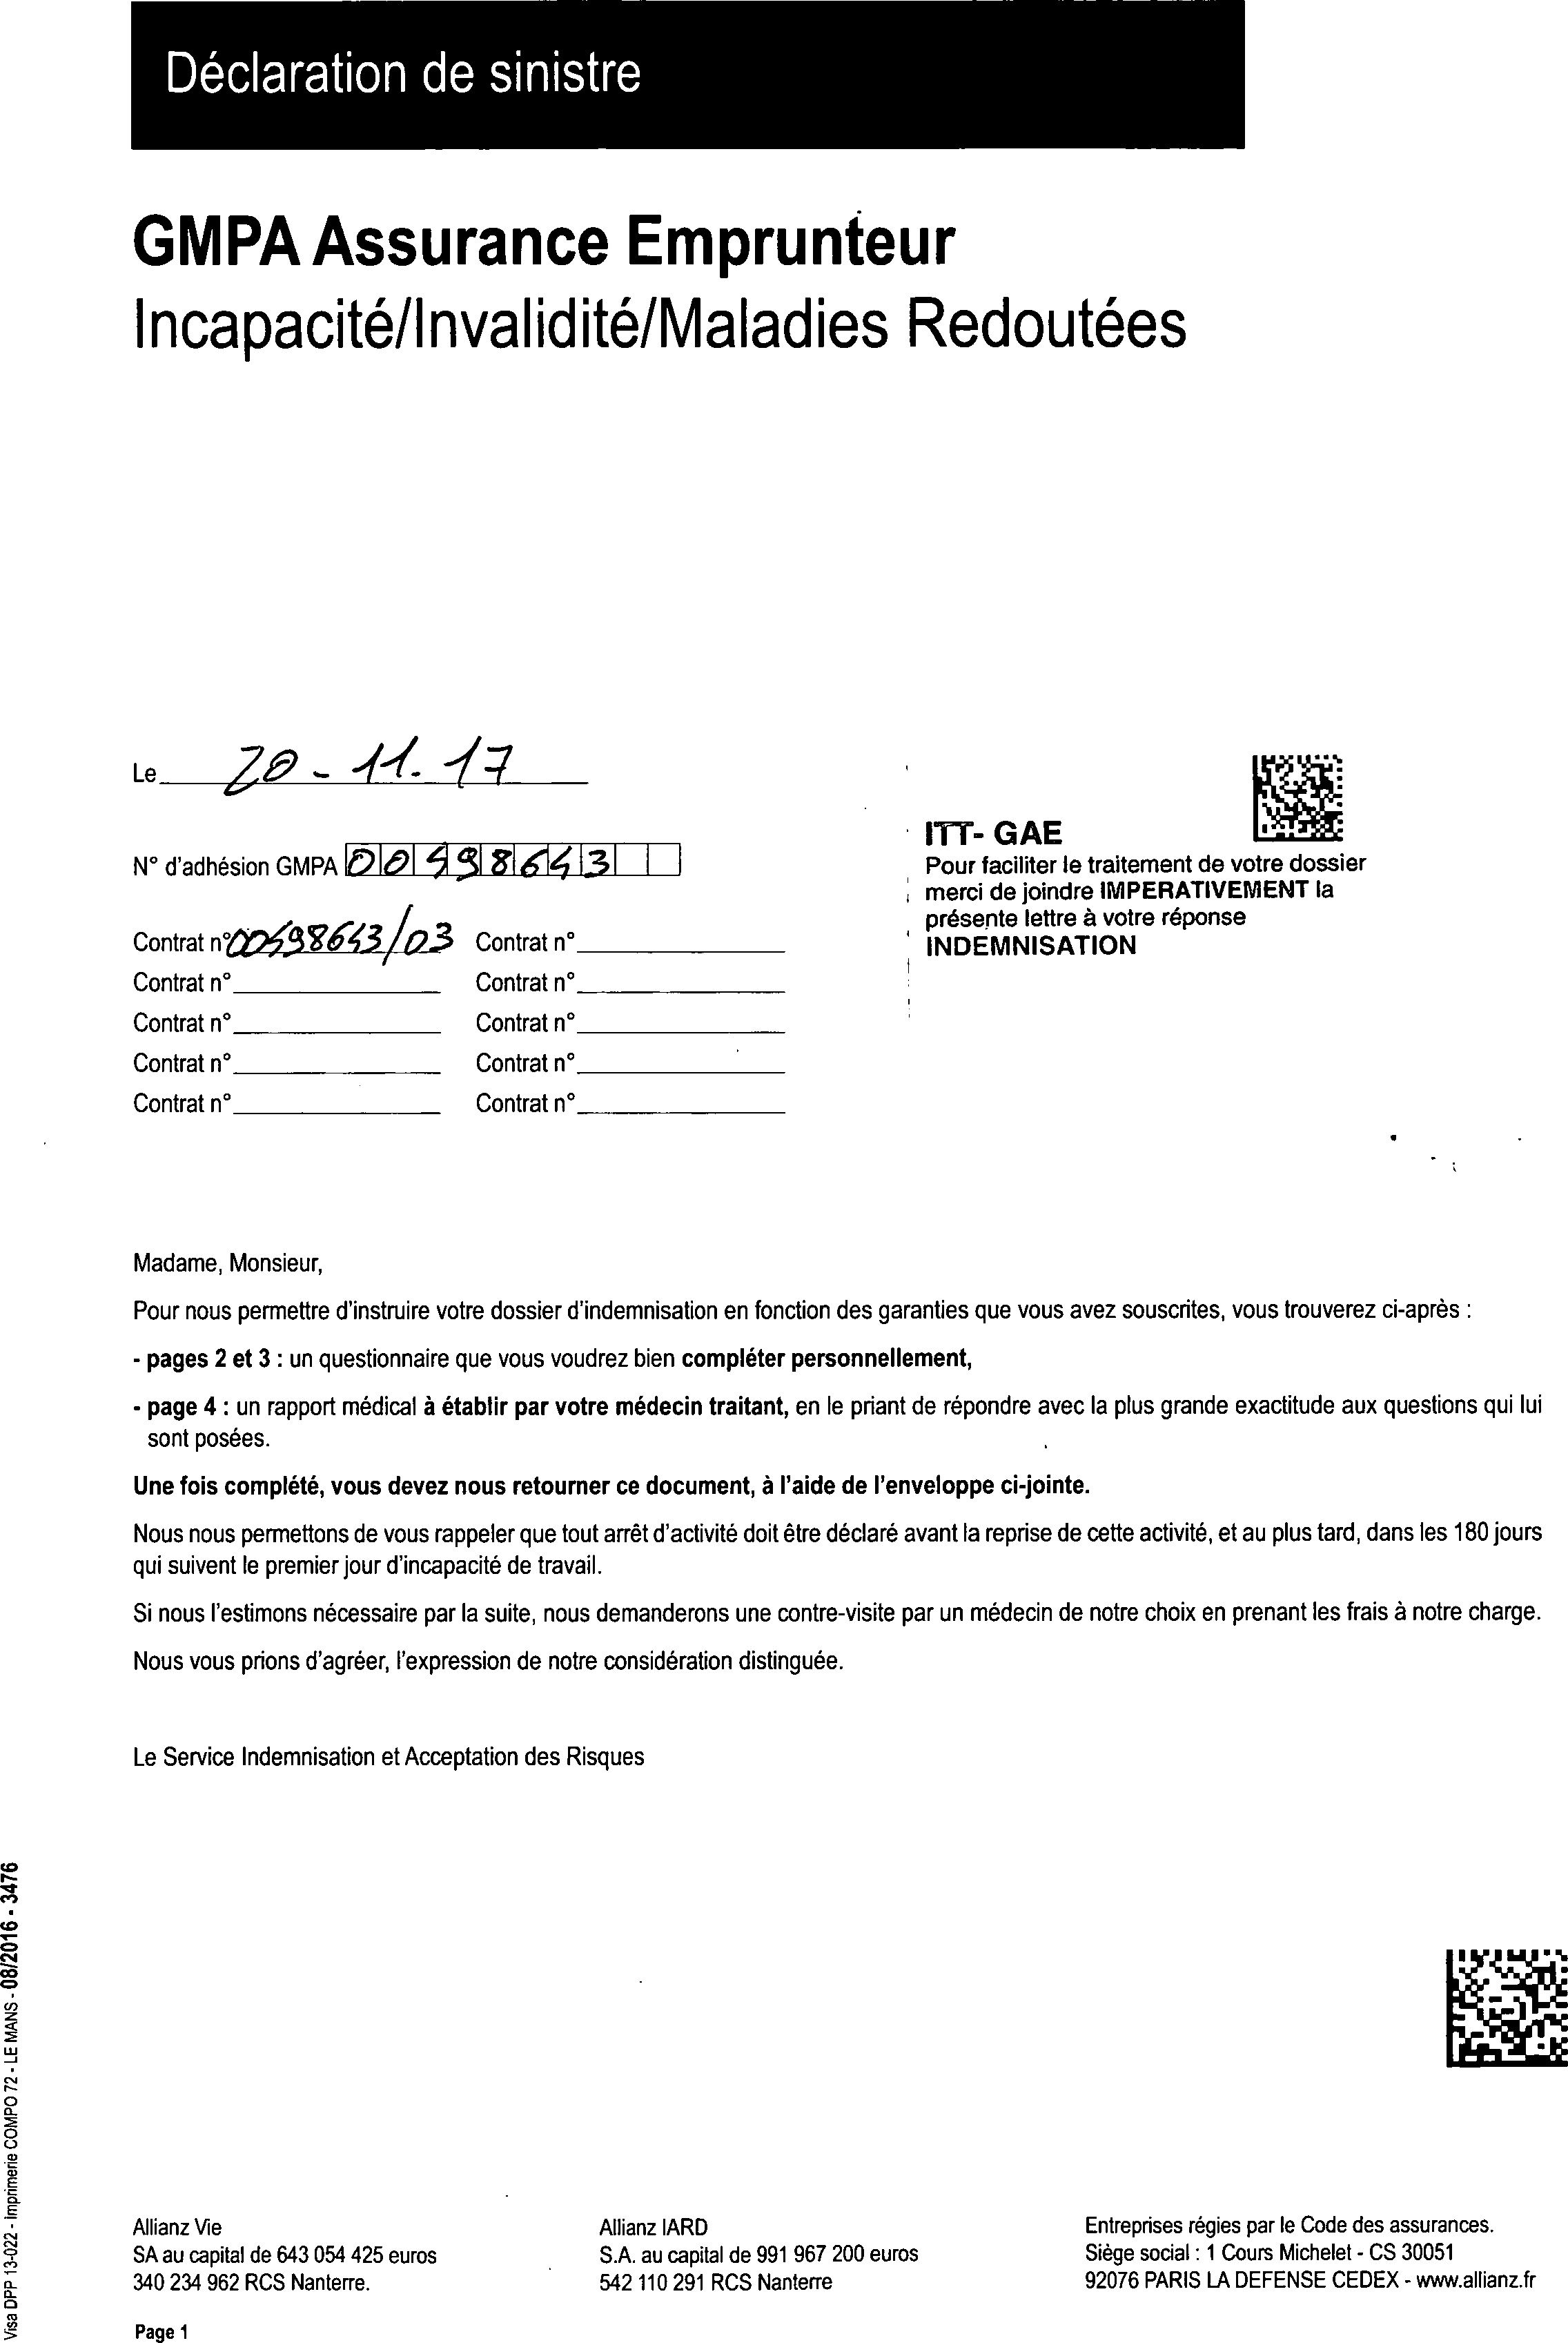 Déclaration de sinistre
GMPA Assurance Emprunteur
Incapacité/Invalidité/Maladies Redoutées
Le 20-11.17
N° d'adhésion GMPA 00498643
Contrat n° 00498643/03 Contrat n°
Contrat n° Contrat n°
Contrat n° Contrat n°
Contrat n° Contrat n°
Contrat n° Contrat n°
ITT- GAE
Pour faciliter le traitement de votre dossier
merci de joindre IMPERATIVEMENT la
présente lettre à votre réponse
INDEMNISATION
Madame, Monsieur,
Pour nous permettre d'instruire votre dossier d'indemnisation en fonction des garanties que vous avez souscrites, vous trouverez ci-après :
- pages 2 et 3 : un questionnaire que vous voudrez bien compléter personnellement,
- page 4 : un rapport médical à établir par votre médecin traitant, en le priant de répondre avec la plus grande exactitude aux questions qui lui
sont posées.
Une fois complété, vous devez nous retourner ce document, à l'aide de l'enveloppe ci-jointe.
Nous nous permettons de vous rappeler que tout arrêt d'activité doit être déclaré avant la reprise de cette activité, et au plus tard, dans les 180 jours
qui suivent le premier jour d'incapacité de travail.
Si nous l'estimons nécessaire par la suite, nous demanderons une contre-visite par un médecin de notre choix en prenant les frais à notre charge.
Nous vous prions d'agréer, l'expression de notre considération distinguée.
Le Service Indemnisation et Acceptation des Risques
Visa DPP 13-022 - Imprimerie COMPO 72 - LE MANS - 08/2016 - 3476
Allianz Vie
SA au capital de 643 054 425 euros
340 234 962 RCS Nanterre.
Allianz IARD
S.A. au capital de 991 967 200 euros
542 110 291 RCS Nanterre
Entreprises régies par le Code des assurances.
Siège social : 1 Cours Michelet - CS 30051
92076 PARIS LA DEFENSE CEDEX - www.allianz.fr
Page 1